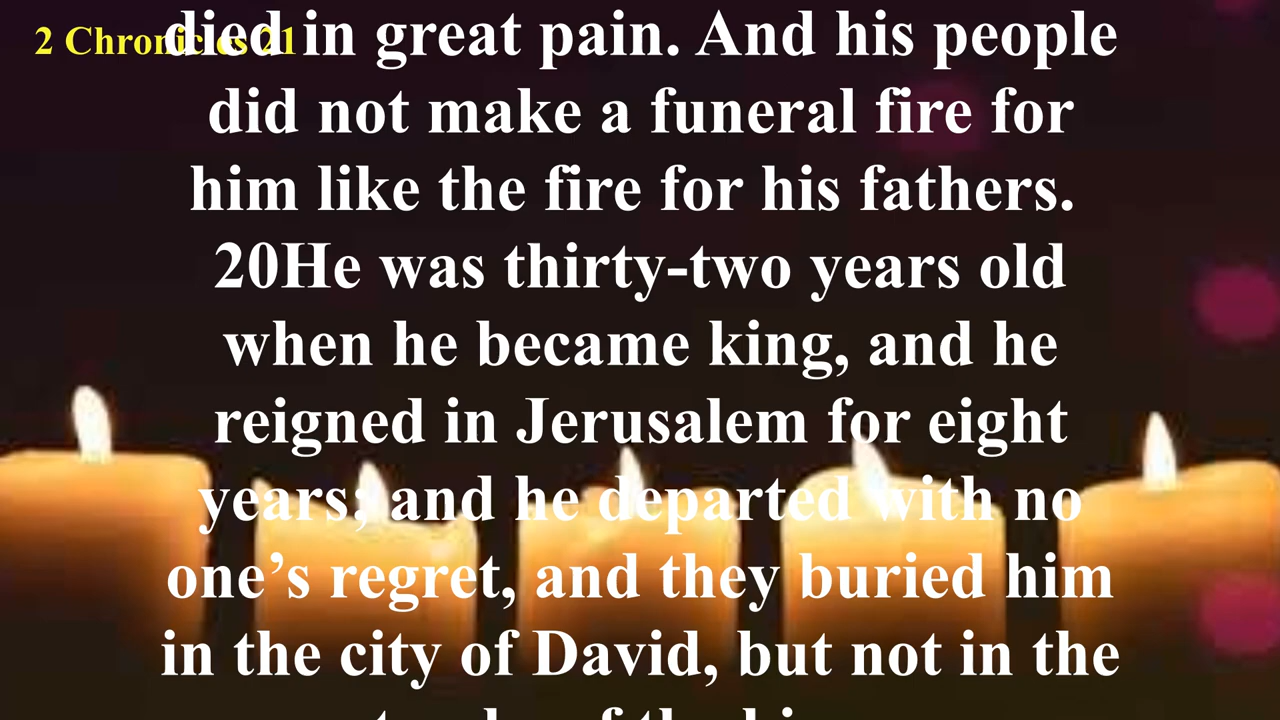 2 Chronicles 21
died in great pain. And his people
did not make a funeral fire for
him like the fire for his fathers.
20He was thirty-two years old
when he became king, and he
reigned in Jerusalem for eight
years; and he departed with no
one’s regret, and they buried him
in the city of David, but not in the